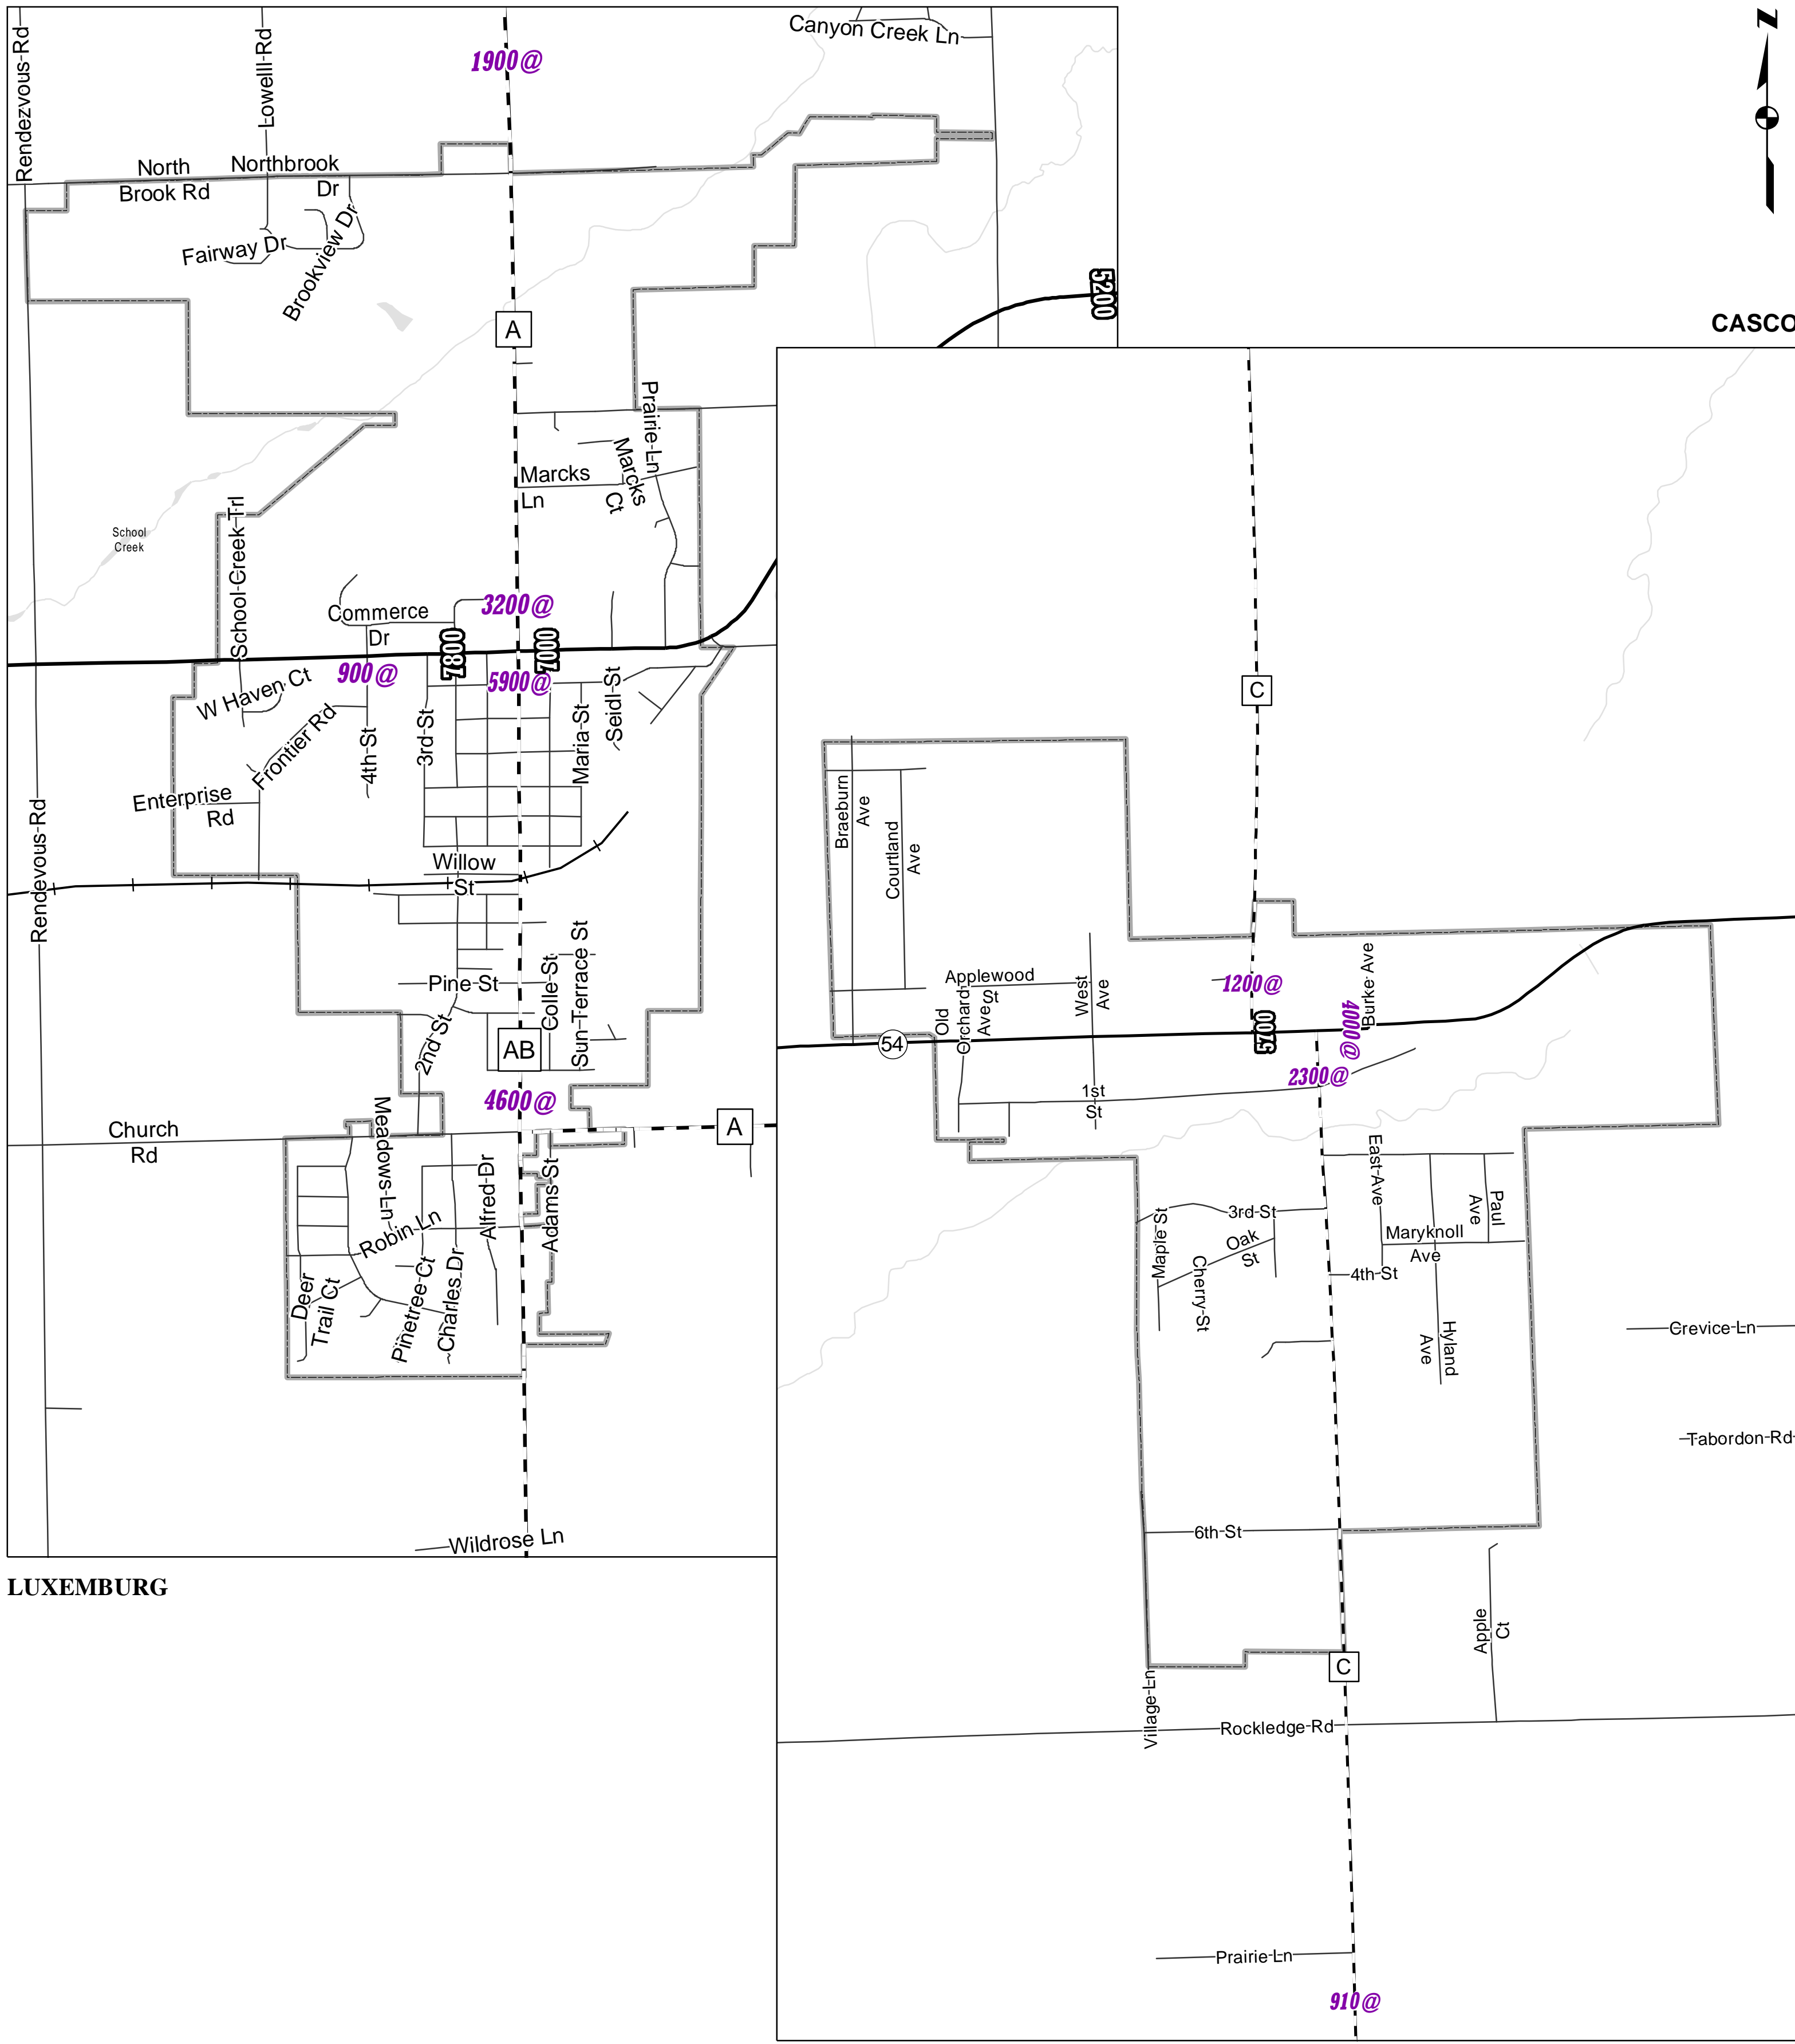 Rendezvous-Rd
Lowelll-Rd
1900@
Canyon Creek Ln
N
North
Brook Rd
Northbrook
Dr
Fairway Dr
Brookview Dr
5200
CASCO
A
Prairie-Ln
Marcks
Ln
Marcks
Ct
School-Creek-Trl
School
Creek
Commerce
Dr
3200@
7800
7000
900@
5900@
W Haven Ct
Frontier Rd
4th-St
3rd-St
Maria-St
Seidl-St
Enterprise
Rd
Rendevous-Rd
Willow
St
Pine-St
2nd-St
Colle-St
Sun-Terrace St
AB
4600@
A
Church
Rd
Meadows-Ln
Robin Ln
Alfred-Dr
Adams-St
Deer
Trail Ct
Pinetree-Ct
Charles-Dr
Wildrose Ln
LUXEMBURG
C
Braeburn
Ave
Courtland
Ave
Applewood
St
Old
Orchard
Ave
West
Ave
1200@
Burke Ave
4000@
5400
54
2300@
1st
St
East-Ave
Paul
Ave
Maryknoll
Ave
3rd-St
Maple St
Oak
St
Cherry-St
4th-St
Hyland
Ave
Crevice-Ln
Tabordon-Rd
6th-St
Apple
Ct
C
Village-Ln
Rockledge-Rd
Prairie-Ln
910@